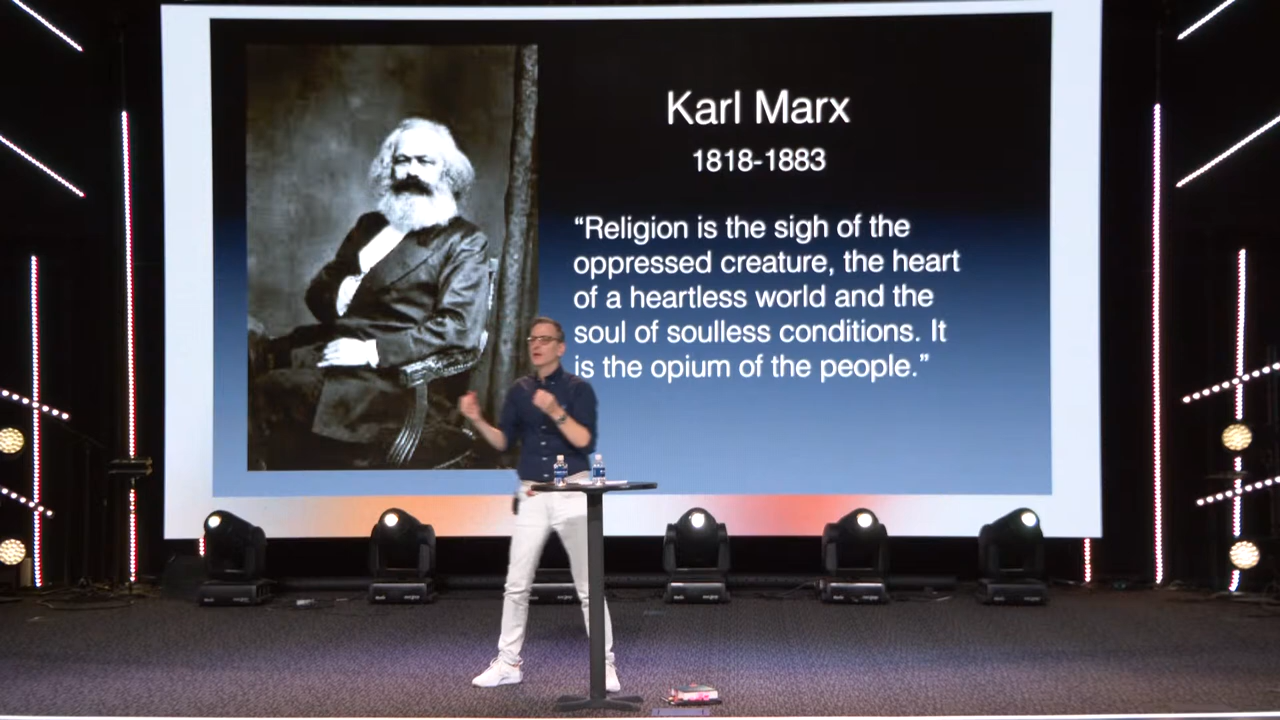 Karl Marx
1818-1883
“Religion is the sigh of the
oppressed creature, the heart
of a heartless world and the
soul of soulless conditions. It
is the opium of the people.”